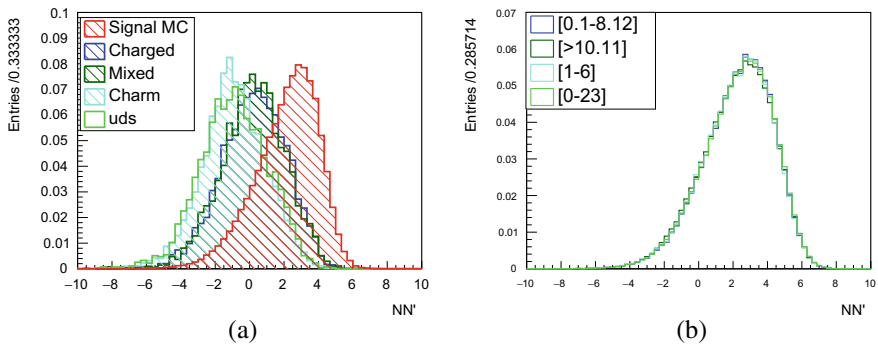 Entries /0.333333
0.1
0.09
0.08
0.07
0.06
0.05
0.04
0.03
0.02
0.01
0
Signal MC
Charged
Mixed
Charm
uds
−10 −8 −6 −4 −2 0 2 4 6 8 10
NN'
(a)
Entries /0.285714
0.07
0.06
0.05
0.04
0.03
0.02
0.01
0.00
[0.1-8.12]
[>10.11]
[1-6]
[0-23]
−10 −8 −6 −4 −2 0 2 4 6 8 10
NN'
(b)